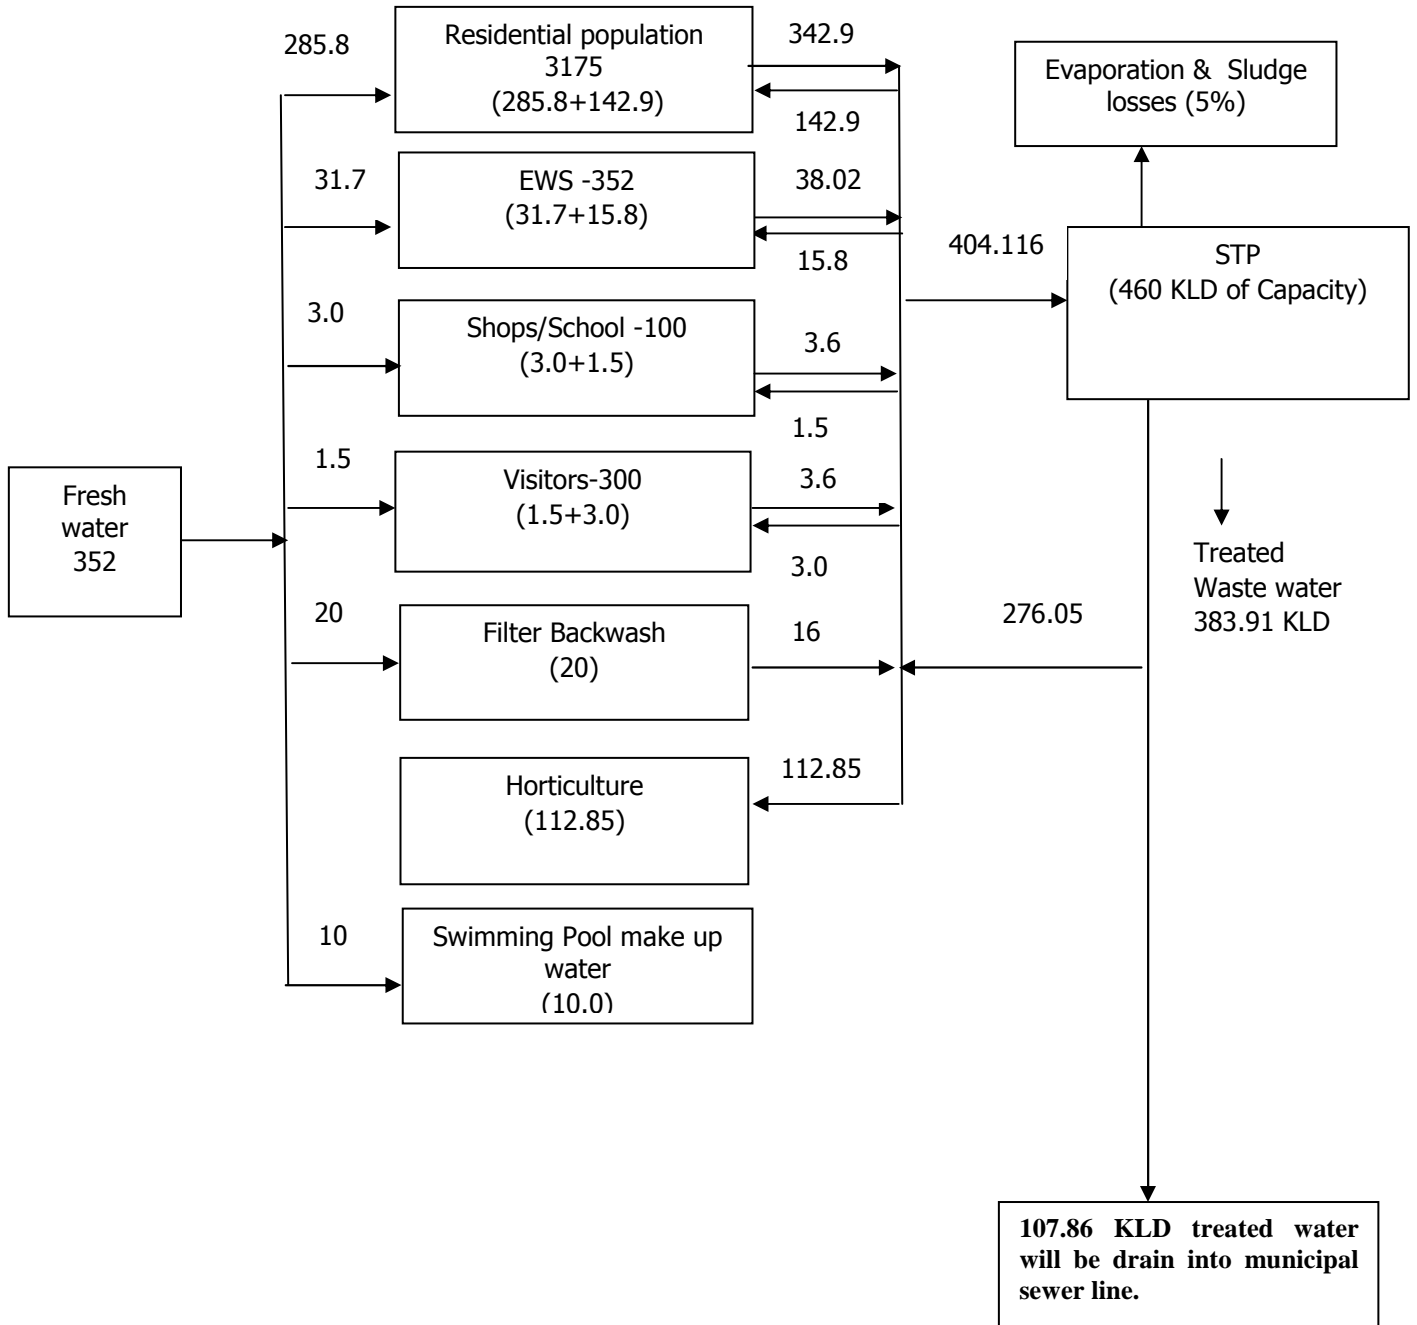 285.8
Residential population
3175
(285.8+142.9)
342.9
142.9
Evaporation & Sludge
losses (5%)
31.7
EWS -352
(31.7+15.8)
38.02
15.8
404.116
STP
(460 KLD of Capacity)
3.0
Shops/School -100
(3.0+1.5)
3.6
1.5
Fresh
water
352
1.5
Visitors-300
(1.5+3.0)
3.6
3.0
Treated
Waste water
383.91 KLD
20
Filter Backwash
(20)
16
276.05
Horticulture
(112.85)
112.85
10
Swimming Pool make up
water
(10.0)
107.86 KLD treated water
will be drain into municipal
sewer line.